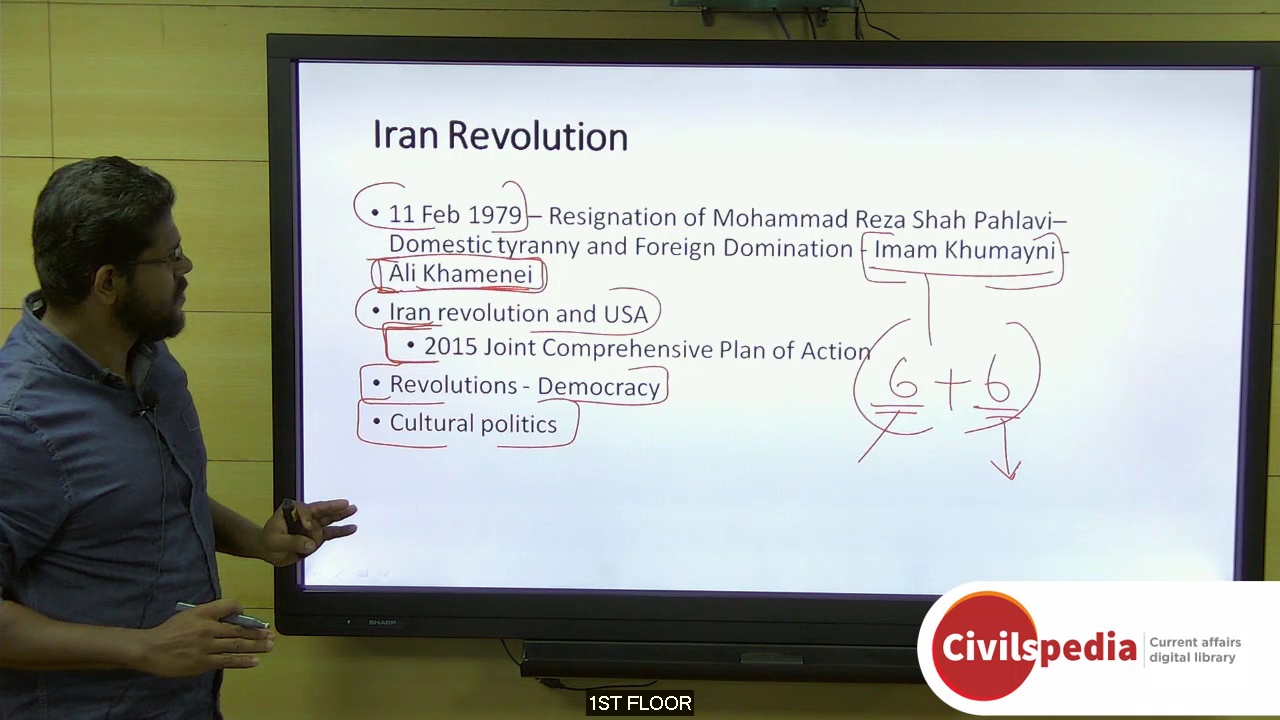 Iran Revolution
• 11 Feb 1979 – Resignation of Mohammad Reza Shah Pahlavi–
Domestic tyranny and Foreign Domination - Imam Khumayni -
Ali Khamenei
• Iran revolution and USA
• 2015 Joint Comprehensive Plan of Action
6 + 6
• Revolutions - Democracy
• Cultural politics
SHARP
Civilspedia
Current affairs
digital library
1ST FLOOR